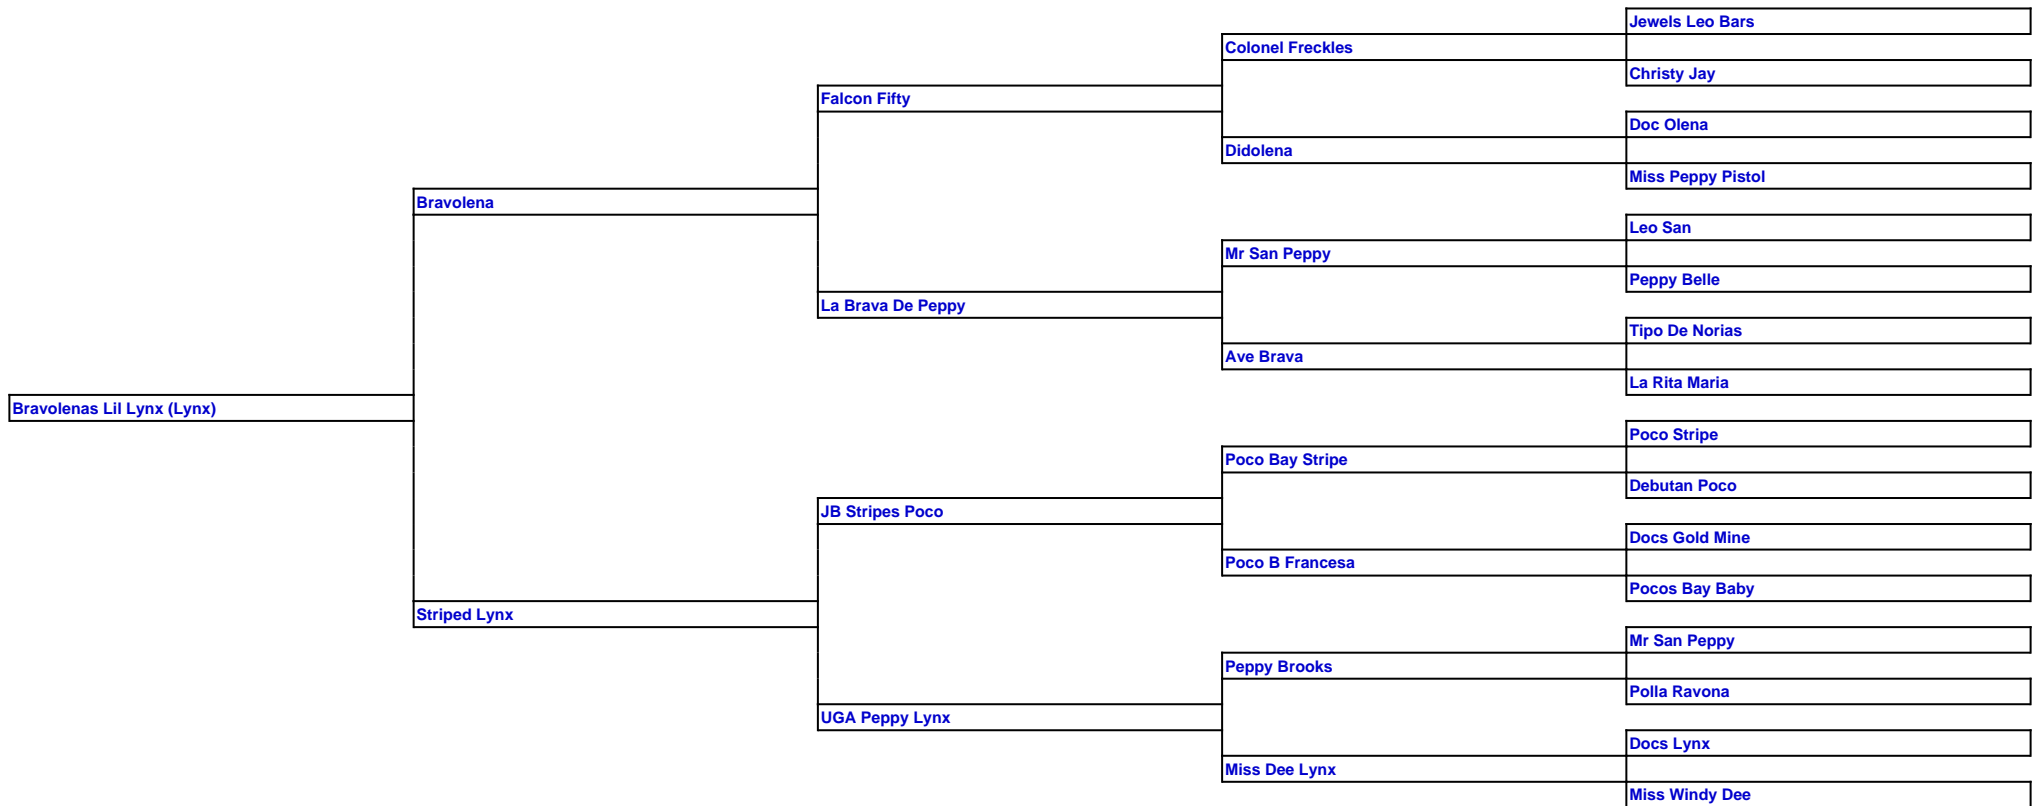 Jewels Leo Bars
Colonel Freckles
Christy Jay
Falcon Fifty
Doc Olena
Didolena
Miss Peppy Pistol
Bravolena
Leo San
Mr San Peppy
Peppy Belle
La Brava De Peppy
Tipo De Norias
Ave Brava
La Rita Maria
Bravolenas Lil Lynx (Lynx)
Poco Stripe
Poco Bay Stripe
Debutan Poco
JB Stripes Poco
Docs Gold Mine
Poco B Francesa
Pocos Bay Baby
Striped Lynx
Mr San Peppy
Peppy Brooks
Polla Ravona
UGA Peppy Lynx
Docs Lynx
Miss Dee Lynx
Miss Windy Dee